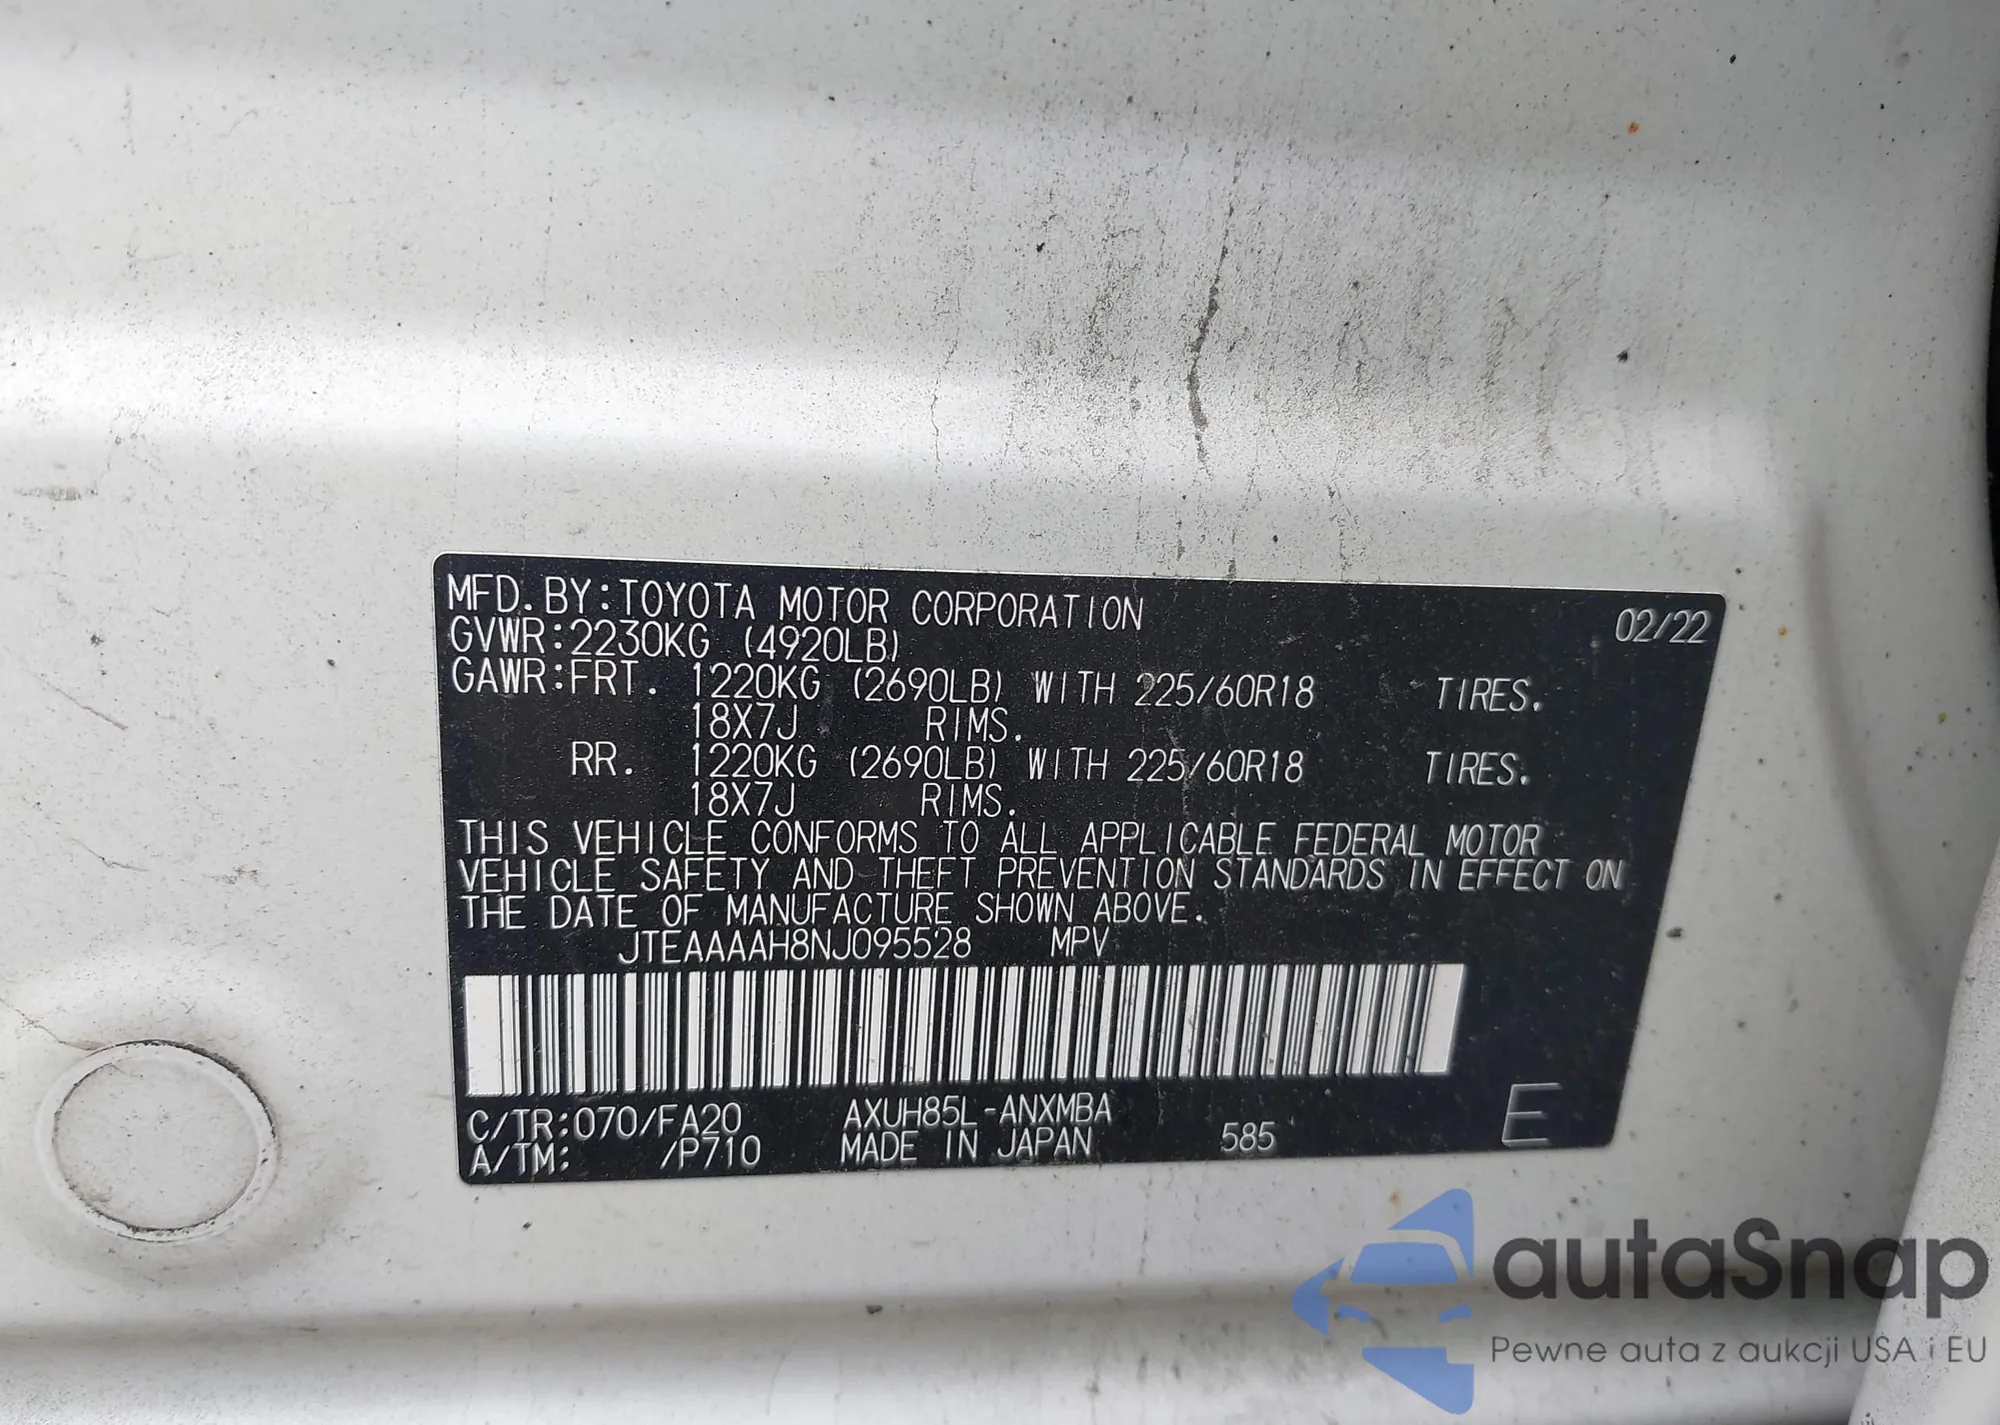 MFD.BY:TOYOTA MOTOR CORPORATION 02/22
GVWR:2230KG (4920LB)
GAWR:FRT. 1220KG (2690LB) WITH 225/60R18 TIRES.
18X7J RIMS.
RR. 1220KG (2690LB) WITH 225/60R18 TIRES.
18X7J RIMS.
THIS VEHICLE CONFORMS TO ALL APPLICABLE FEDERAL MOTOR
VEHICLE SAFETY AND THEFT PREVENTION STANDARDS IN EFFECT ON
THE DATE OF MANUFACTURE SHOWN ABOVE.
JTEAAAAH8NJ095528 MPV
C/TR:070/FA20 AXUH85L-ANXMBA
A/TM: /P710 MADE IN JAPAN 585 E
autaSnap
Pewne auta z aukcji USA i EU